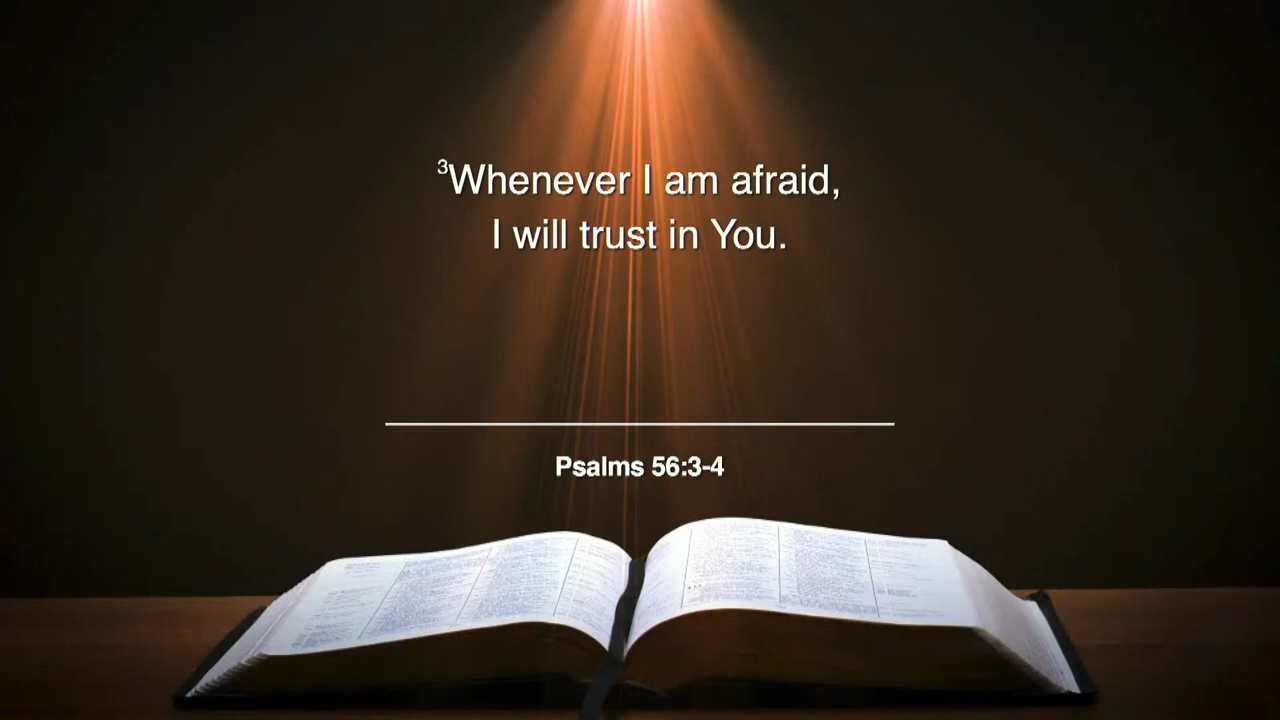 ³Whenever I am afraid,
I will trust in You.
Psalms 56:3-4